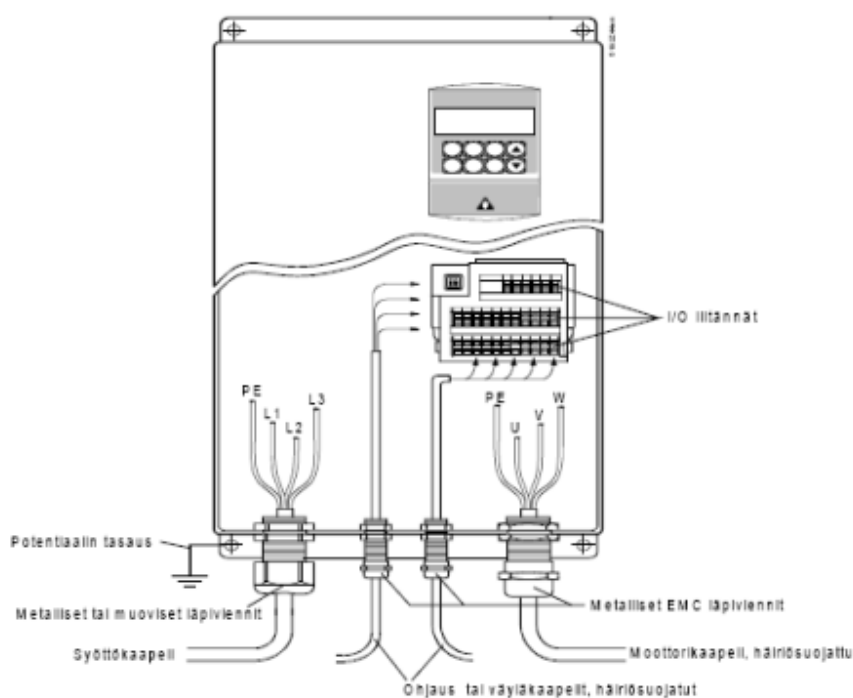 I/O liitännät
PE
L1
L2
L3
PE
U
V
W
Potentiaalin tasaus
Metalliset tai muoviset läpiviennit
Metalliset EMC läpiviennit
Syöttökaapeli
Moottorikaapeli, häiriösuojattu
Ohjaus tai väyläkaapelit, häiriösuojatut